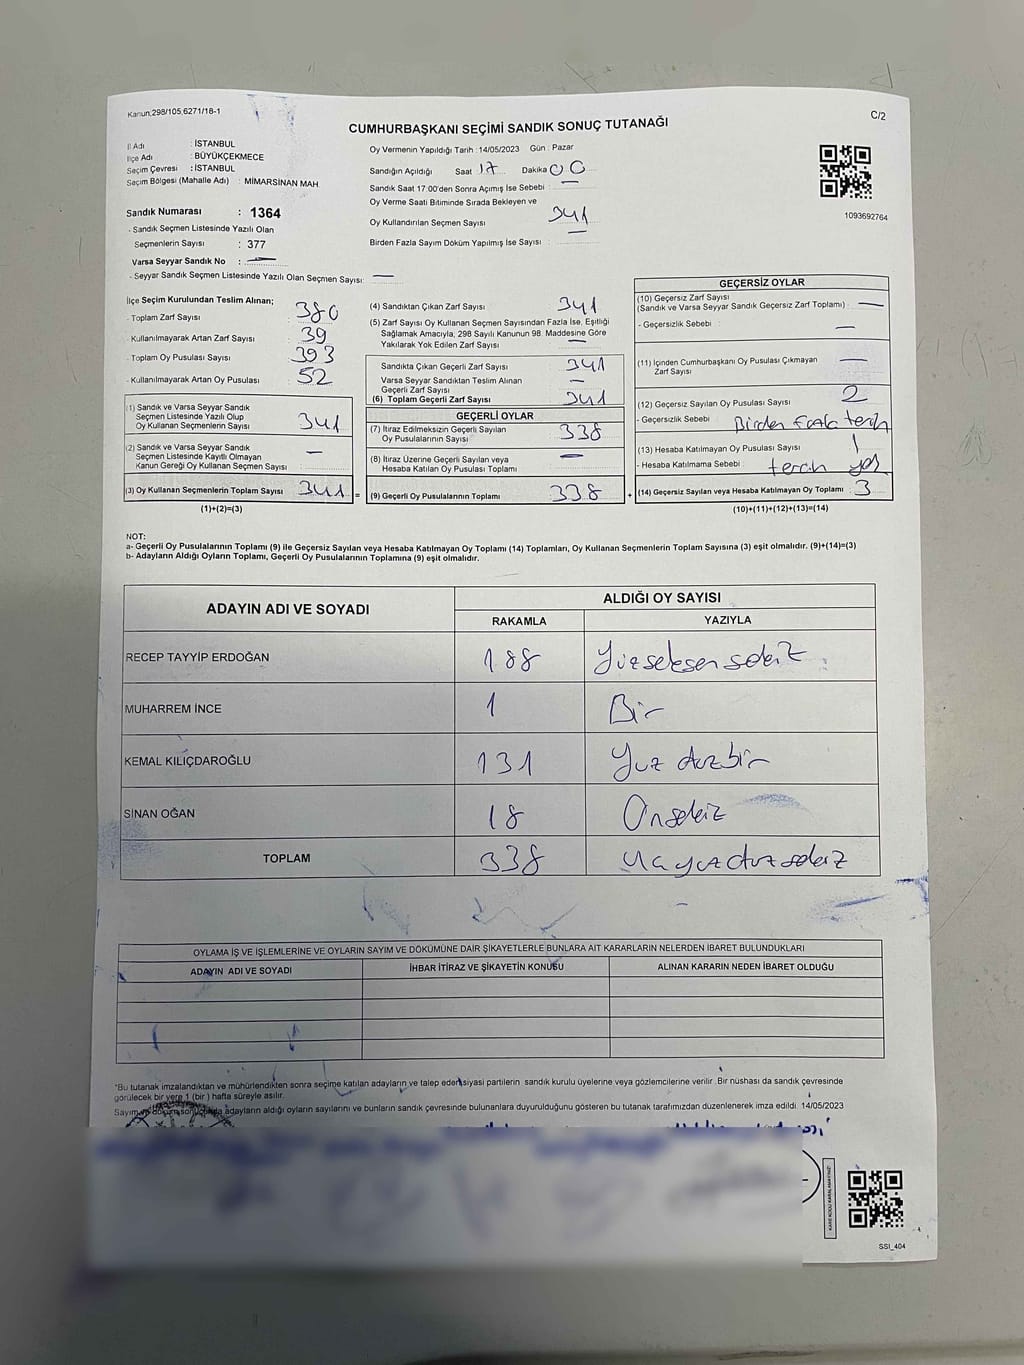 Kanun;298/105,6271/18-1
C/2
CUMHURBAŞKANI SEÇİMİ SANDIK SONUÇ TUTANAĞI
İl Adı : İSTANBUL
İlçe Adı : BÜYÜKÇEKMECE
Seçim Çevresi : İSTANBUL
Seçim Bölgesi (Mahalle Adı) : MİMARSİNAN MAH
Sandık Numarası : 1364
- Sandık Seçmen Listesinde Yazılı Olan
Seçmenlerin Sayısı : 377
Varsa Seyyar Sandık No : —
- Seyyar Sandık Seçmen Listesinde Yazılı Olan Seçmen Sayısı: —
Oy Vermenin Yapıldığı Tarih :14/05/2023 Gün : Pazar
Sandığın Açıldığı Saat 17 Dakika 00
Sandık Saat 17:00'den Sonra Açılmış İse Sebebi : —
Oy Verme Saati Bitiminde Sırada Bekleyen ve
Oy Kullandırılan Seçmen Sayısı 341
Birden Fazla Sayım Döküm Yapılmış İse Sayısı : —
1093692764
İlçe Seçim Kurulundan Teslim Alınan;
- Toplam Zarf Sayısı : 380
- Kullanılmayarak Artan Zarf Sayısı : 39
- Toplam Oy Pusulası Sayısı : 393
- Kullanılmayarak Artan Oy Pusulası : 52
(1) Sandık ve Varsa Seyyar Sandık
Seçmen Listesinde Yazılı Olup
Oy Kullanan Seçmenlerin Sayısı : 341
(2) Sandık ve Varsa Seyyar Sandık
Seçmen Listesinde Kayıtlı Olmayan
Kanun Gereği Oy Kullanan Seçmen Sayısı : —
(3) Oy Kullanan Seçmenlerin Toplam Sayısı : 341 =
(1)+(2)=(3)
(4) Sandıktan Çıkan Zarf Sayısı : 341
(5) Zarf Sayısı Oy Kullanan Seçmen Sayısından Fazla İse, Eşitliği
Sağlamak Amacıyla, 298 Sayılı Kanunun 98. Maddesine Göre
Yakılarak Yok Edilen Zarf Sayısı : —
Sandıkta Çıkan Geçerli Zarf Sayısı : 341
Varsa Seyyar Sandıktan Teslim Alınan
Geçerli Zarf Sayısı : —
(6) Toplam Geçerli Zarf Sayısı : 341
GEÇERLİ OYLAR
(7) İtiraz Edilmeksizin Geçerli Sayılan
Oy Pusulalarının Sayısı : 338
(8) İtiraz Üzerine Geçerli Sayılan veya
Hesaba Katılan Oy Pusulası Toplamı : —
(9) Geçerli Oy Pusulalarının Toplamı : 338 +
GEÇERSİZ OYLAR
(10) Geçersiz Zarf Sayısı
(Sandık ve Varsa Seyyar Sandık Geçersiz Zarf Toplamı) : —
- Geçersizlik Sebebi : —
(11) İçinden Cumhurbaşkanı Oy Pusulası Çıkmayan
Zarf Sayısı : —
(12) Geçersiz Sayılan Oy Pusulası Sayısı : 2
- Geçersizlik Sebebi : Birden fazla tercih
(13) Hesaba Katılmayan Oy Pusulası Sayısı : 1
- Hesaba Katılmama Sebebi : tercih yok
(14) Geçersiz Sayılan veya Hesaba Katılmayan Oy Toplamı : 3
(10)+(11)+(12)+(13)=(14)
NOT:
a- Geçerli Oy Pusulalarının Toplamı (9) ile Geçersiz Sayılan veya Hesaba Katılmayan Oy Toplamı (14) Toplamları, Oy Kullanan Seçmenlerin Toplam Sayısına (3) eşit olmalıdır. (9)+(14)=(3)
b- Adayların Aldığı Oyların Toplamı, Geçerli Oy Pusulalarının Toplamına (9) eşit olmalıdır.
ADAYIN ADI VE SOYADI ALDIĞI OY SAYISI
RAKAMLA YAZIYLA
RECEP TAYYİP ERDOĞAN 188 Yüzseksensekiz
MUHARREM İNCE 1 Bir
KEMAL KILIÇDAROĞLU 131 Yüz otuzbir
SİNAN OĞAN 18 Onsekiz
TOPLAM 338 üçyüzotuzsekiz
OYLAMA İŞ VE İŞLEMLERİNE VE OYLARIN SAYIM VE DÖKÜMÜNE DAİR ŞİKAYETLERLE BUNLARA AİT KARARLARIN NELERDEN İBARET BULUNDUKLARI
ADAYIN ADI VE SOYADI İHBAR İTİRAZ VE ŞİKAYETİN KONUSU ALINAN KARARIN NEDEN İBARET OLDUĞU
*Bu tutanak imzalandıktan ve mühürlendikten sonra seçime katılan adayların ve talep eden siyasi partilerin sandık kurulu üyelerine veya gözlemcilerine verilir. Bir nüshası da sandık çevresinde
görülecek bir yere 1 (bir) hafta süreyle asılır.
Sayım ve döküm sonucunda adayların aldığı oyların sayılarını ve bunların sandık çevresinde bulunanlara duyurulduğunu gösteren bu tutanak tarafımızdan düzenlenerek imza edildi. 14/05/2023
KARE KODU KARALAMAYINIZ!
SSI_404